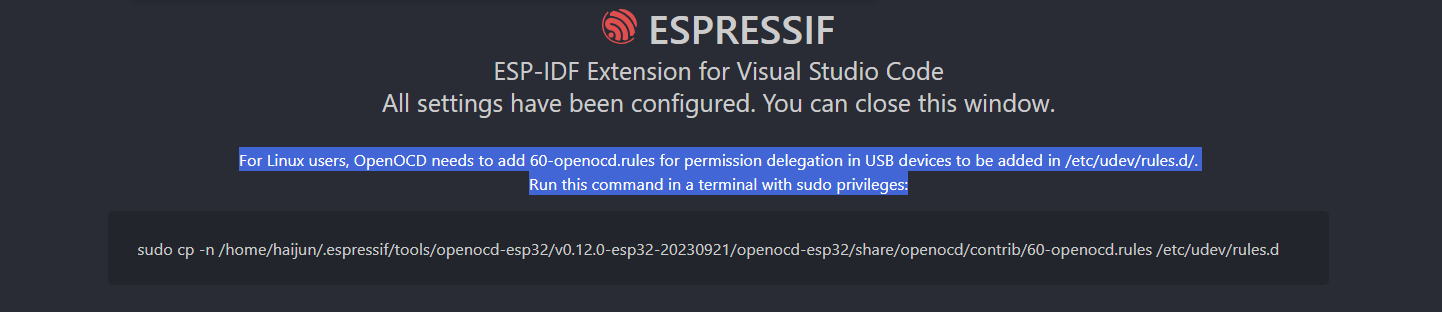 ESPRESSIF
ESP-IDF Extension for Visual Studio Code
All settings have been configured. You can close this window.
For Linux users, OpenOCD needs to add 60-openocd.rules for permission delegation in USB devices to be added in /etc/udev/rules.d/.
Run this command in a terminal with sudo privileges:
sudo cp -n /home/haijun/.espressif/tools/openocd-esp32/v0.12.0-esp32-20230921/openocd-esp32/share/openocd/contrib/60-openocd.rules /etc/udev/rules.d